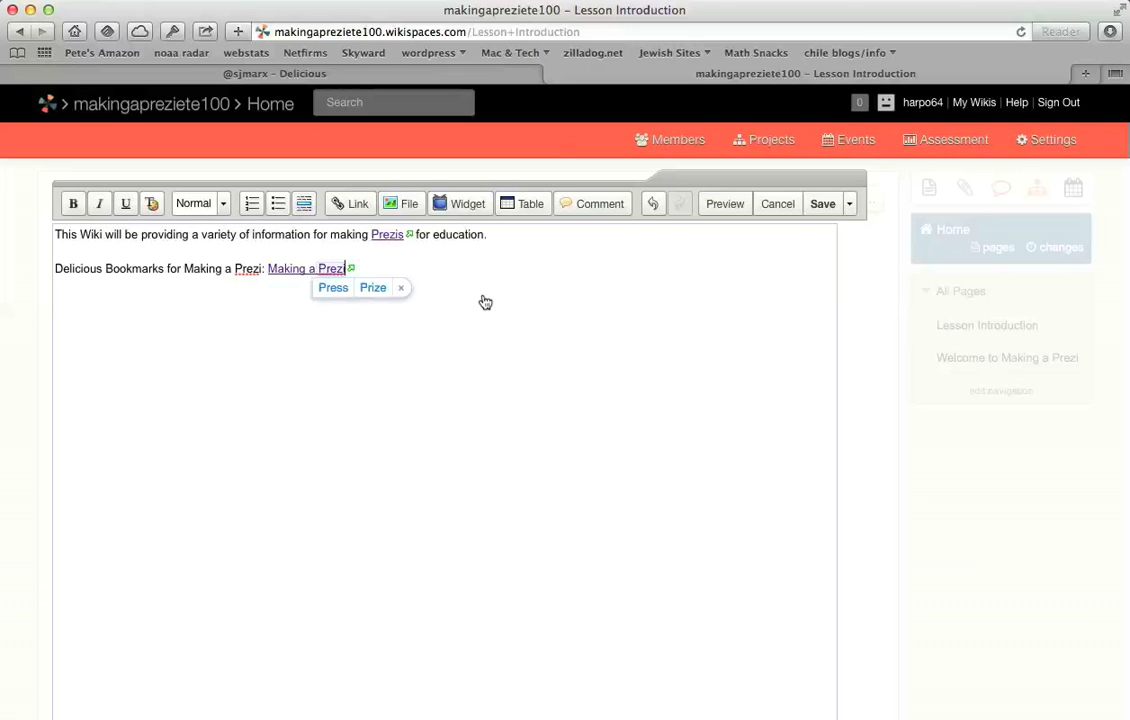 makingapreziete100 – Lesson Introduction
makingapreziete100.wikispaces.com/Lesson+Introduction
Reader
Pete's Amazon noaa radar webstats Netfirms Skyward wordpress Mac & Tech zilladog.net Jewish Sites Math Snacks chile blogs/info
@sjmarx – Delicious makingapreziete100 – Lesson Introduction
makingapreziete100 Home Search 0 harpo64 My Wikis Help Sign Out
Members Projects Events Assessment Settings
B I U T Normal Link File Widget Table Comment Preview Cancel Save
This Wiki will be providing a variety of information for making Prezis for education.
Delicious Bookmarks for Making a Prezi: Making a Prezi
Press Prize ×
Home
pages changes
All Pages
Lesson Introduction
Welcome to Making a Prezi
edit navigation